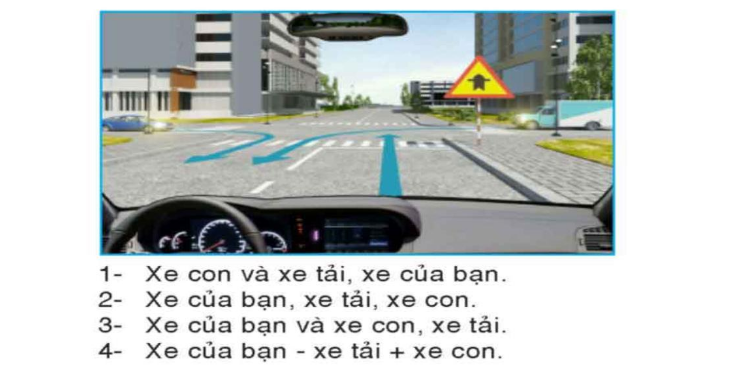 1- Xe con và xe tải, xe của bạn.
2- Xe của bạn, xe tải, xe con.
3- Xe của bạn và xe con, xe tải.
4- Xe của bạn - xe tải + xe con.